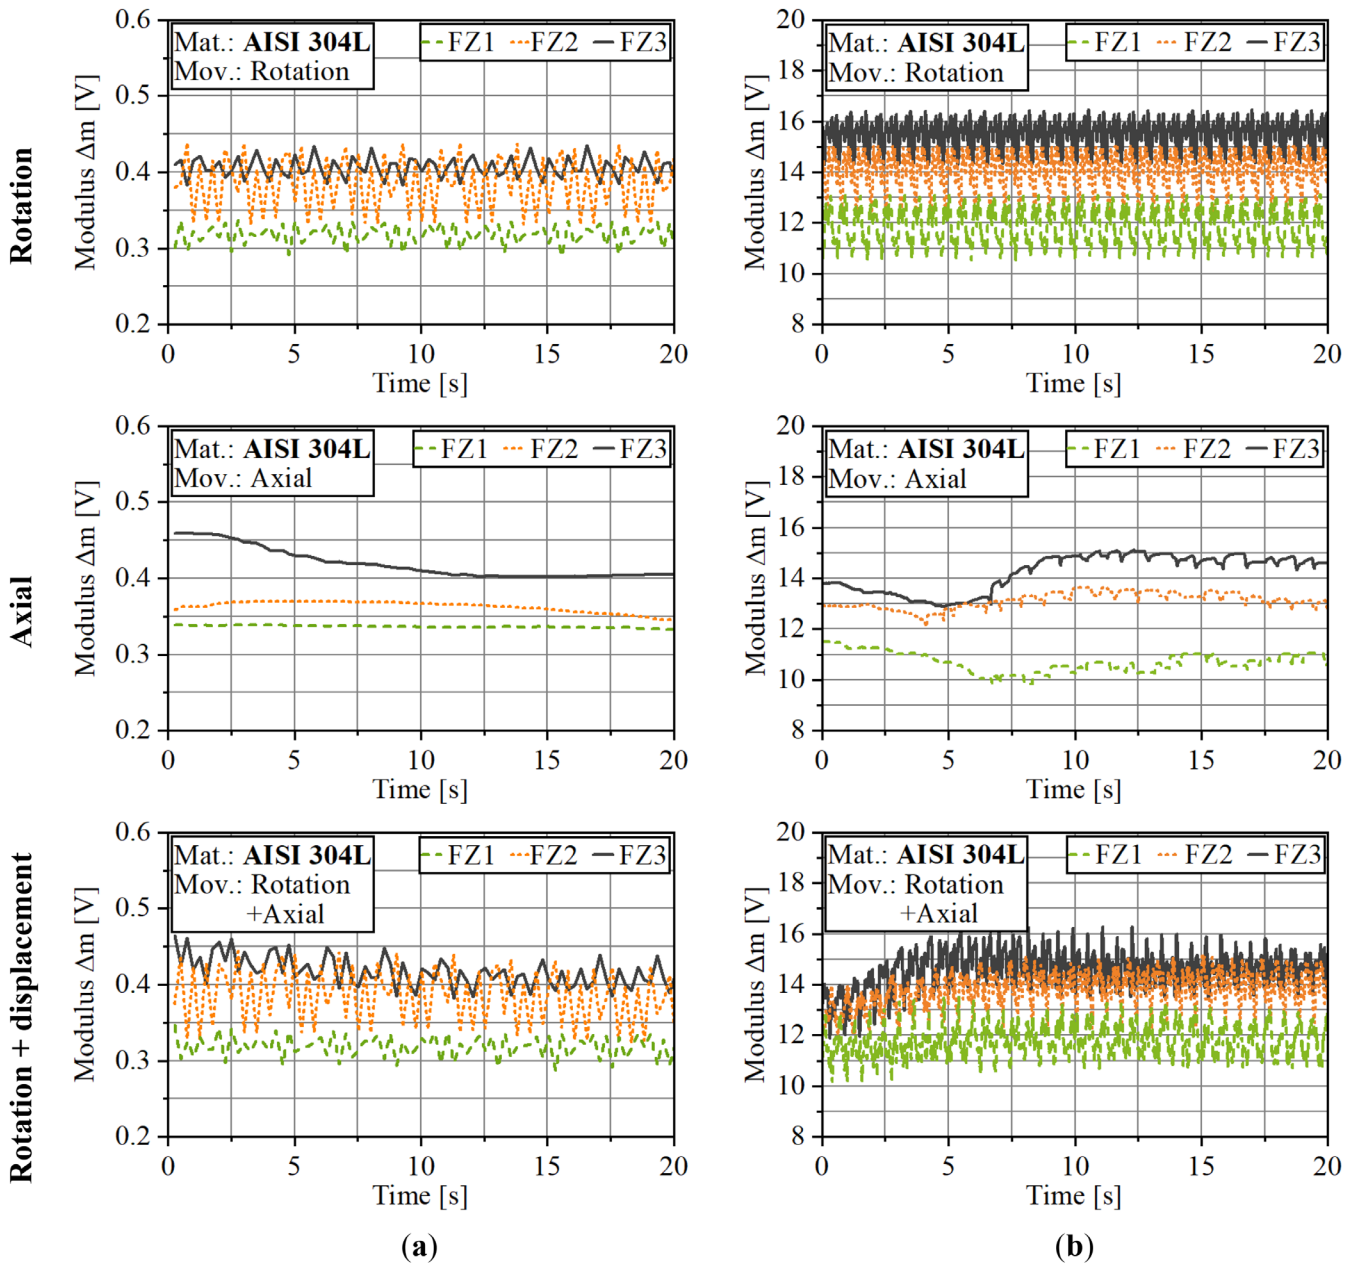 Rotation
0.6
0.5
0.4
0.3
0.2
Modulus Δm [V]
Mat.: AISI 304L
Mov.: Rotation
FZ1 FZ2 FZ3
0 5 10 15 20
Time [s]
20
18
16
14
12
10
8
Modulus Δm [V]
Mat.: AISI 304L
Mov.: Rotation
FZ1 FZ2 FZ3
0 5 10 15 20
Time [s]
Axial
0.6
0.5
0.4
0.3
0.2
Modulus Δm [V]
Mat.: AISI 304L
Mov.: Axial
FZ1 FZ2 FZ3
0 5 10 15 20
Time [s]
20
18
16
14
12
10
8
Modulus Δm [V]
Mat.: AISI 304L
Mov.: Axial
FZ1 FZ2 FZ3
0 5 10 15 20
Time [s]
Rotation + displacement
0.6
0.5
0.4
0.3
0.2
Modulus Δm [V]
Mat.: AISI 304L
Mov.: Rotation
+Axial
FZ1 FZ2 FZ3
0 5 10 15 20
Time [s]
20
18
16
14
12
10
8
Modulus Δm [V]
Mat.: AISI 304L
Mov.: Rotation
+Axial
FZ1 FZ2 FZ3
0 5 10 15 20
Time [s]
(a)
(b)